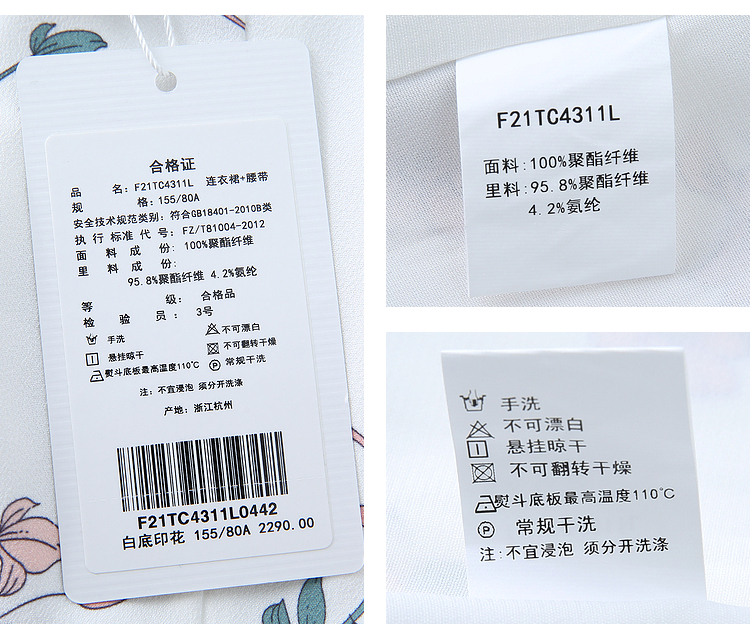 合格证
品 名: F21TC4311L 连衣裙+腰带
规 格: 155/80A
安全技术规范类别: 符合GB18401-2010B类
执行标准代号: FZ/T81004-2012
面料成份: 100%聚酯纤维
里料成份:
95.8%聚酯纤维 4.2%氨纶
等 级: 合格品
检验员: 3号
手洗 不可漂白
悬挂晾干 不可翻转干燥
熨斗底板最高温度110℃ 常规干洗
注: 不宜浸泡 须分开洗涤
产地: 浙江杭州
F21TC4311L0442
白底印花 155/80A 2290.00
F21TC4311L
面料:100%聚酯纤维
里料:95.8%聚酯纤维
4.2%氨纶
手洗
不可漂白
悬挂晾干
不可翻转干燥
熨斗底板最高温度110℃
常规干洗
注:不宜浸泡 须分开洗涤